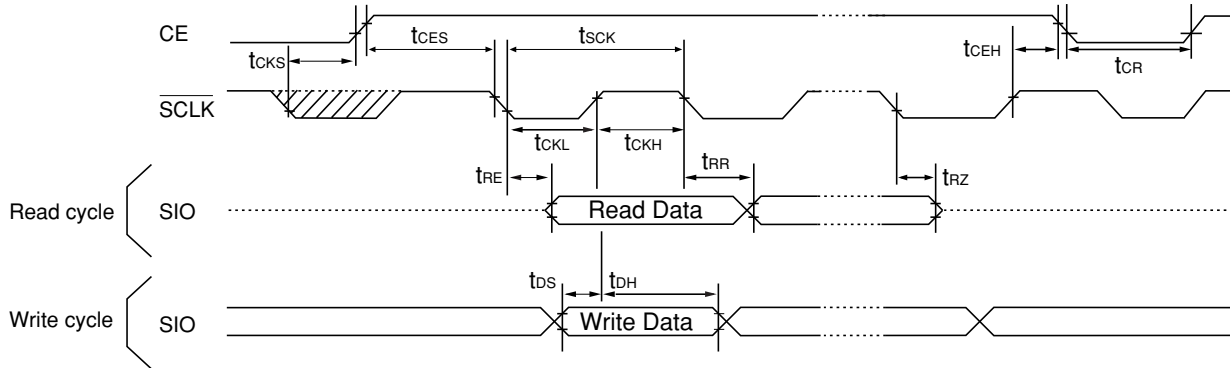 CE
tCKS
tCES
tSCK
tCEH
tCR
SCLK
tCKL
tCKH
tRE
tRR
tRZ
Read cycle
SIO
Read Data
tDS
tDH
Write cycle
SIO
Write Data